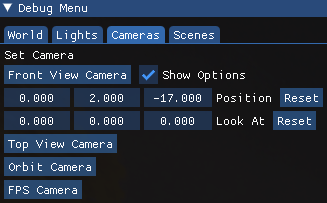 Debug Menu
World Lights Cameras Scenes
Set Camera
Front View Camera Show Options
0.000 2.000 -17.000 Position Reset
0.000 0.000 0.000 Look At Reset
Top View Camera
Orbit Camera
FPS Camera